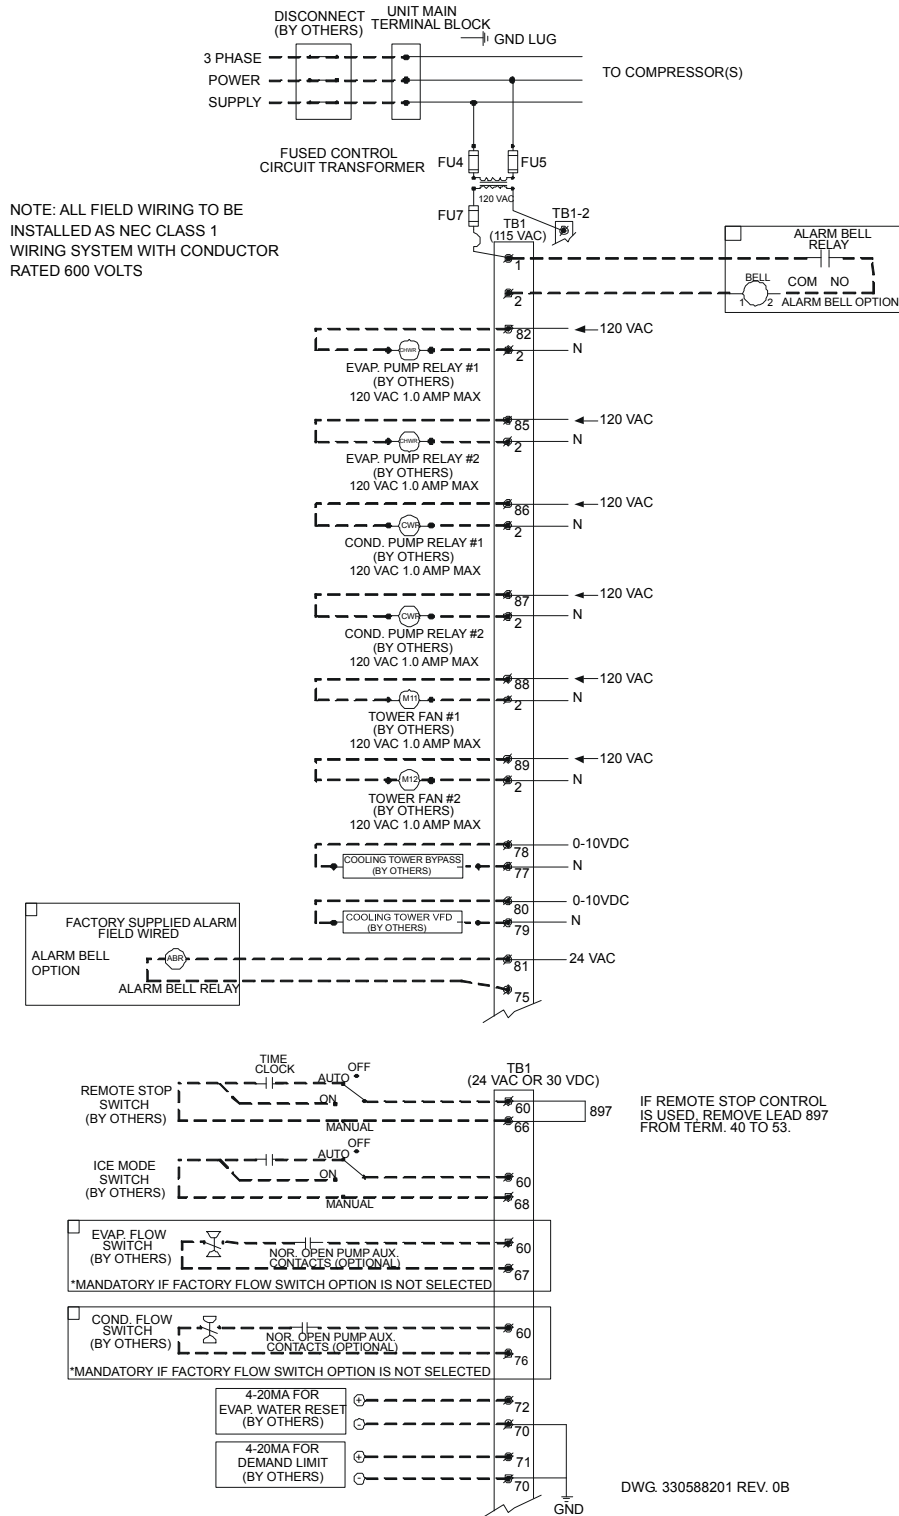 DISCONNECT
(BY OTHERS)
UNIT MAIN
TERMINAL BLOCK
GND LUG
3 PHASE
POWER
SUPPLY
TO COMPRESSOR(S)
FUSED CONTROL
CIRCUIT TRANSFORMER
FU4
FU5
120 VAC
FU7
TB1-2
TB1
(115 VAC)
NOTE: ALL FIELD WIRING TO BE
INSTALLED AS NEC CLASS 1
WIRING SYSTEM WITH CONDUCTOR
RATED 600 VOLTS
ALARM BELL
RELAY
1
BELL
COM NO
1 2
ALARM BELL OPTION
2
82
120 VAC
CHWR
2
N
EVAP. PUMP RELAY #1
(BY OTHERS)
120 VAC 1.0 AMP MAX
85
120 VAC
CHWR
2
N
EVAP. PUMP RELAY #2
(BY OTHERS)
120 VAC 1.0 AMP MAX
86
120 VAC
CWR
2
N
COND. PUMP RELAY #1
(BY OTHERS)
120 VAC 1.0 AMP MAX
87
120 VAC
CWR
2
N
COND. PUMP RELAY #2
(BY OTHERS)
120 VAC 1.0 AMP MAX
88
120 VAC
M11
2
N
TOWER FAN #1
(BY OTHERS)
120 VAC 1.0 AMP MAX
89
120 VAC
M12
2
N
TOWER FAN #2
(BY OTHERS)
120 VAC 1.0 AMP MAX
78
0-10VDC
COOLING TOWER BYPASS
(BY OTHERS)
77
N
80
0-10VDC
COOLING TOWER VFD
(BY OTHERS)
79
N
FACTORY SUPPLIED ALARM
FIELD WIRED
ALARM BELL
OPTION
ABR
81
24 VAC
ALARM BELL RELAY
75
TB1
(24 VAC OR 30 VDC)
REMOTE STOP
SWITCH
(BY OTHERS)
TIME
CLOCK
OFF
AUTO
ON
MANUAL
60
66
897
IF REMOTE STOP CONTROL
IS USED, REMOVE LEAD 897
FROM TERM. 40 TO 53.
ICE MODE
SWITCH
(BY OTHERS)
OFF
AUTO
ON
MANUAL
60
68
EVAP. FLOW
SWITCH
(BY OTHERS)
NOR. OPEN PUMP AUX.
CONTACTS (OPTIONAL)
60
67
*MANDATORY IF FACTORY FLOW SWITCH OPTION IS NOT SELECTED
COND. FLOW
SWITCH
(BY OTHERS)
NOR. OPEN PUMP AUX.
CONTACTS (OPTIONAL)
60
76
*MANDATORY IF FACTORY FLOW SWITCH OPTION IS NOT SELECTED
4-20MA FOR
EVAP. WATER RESET
(BY OTHERS)
+
-
72
70
4-20MA FOR
DEMAND LIMIT
(BY OTHERS)
+
-
71
70
GND
DWG. 330588201 REV. 0B